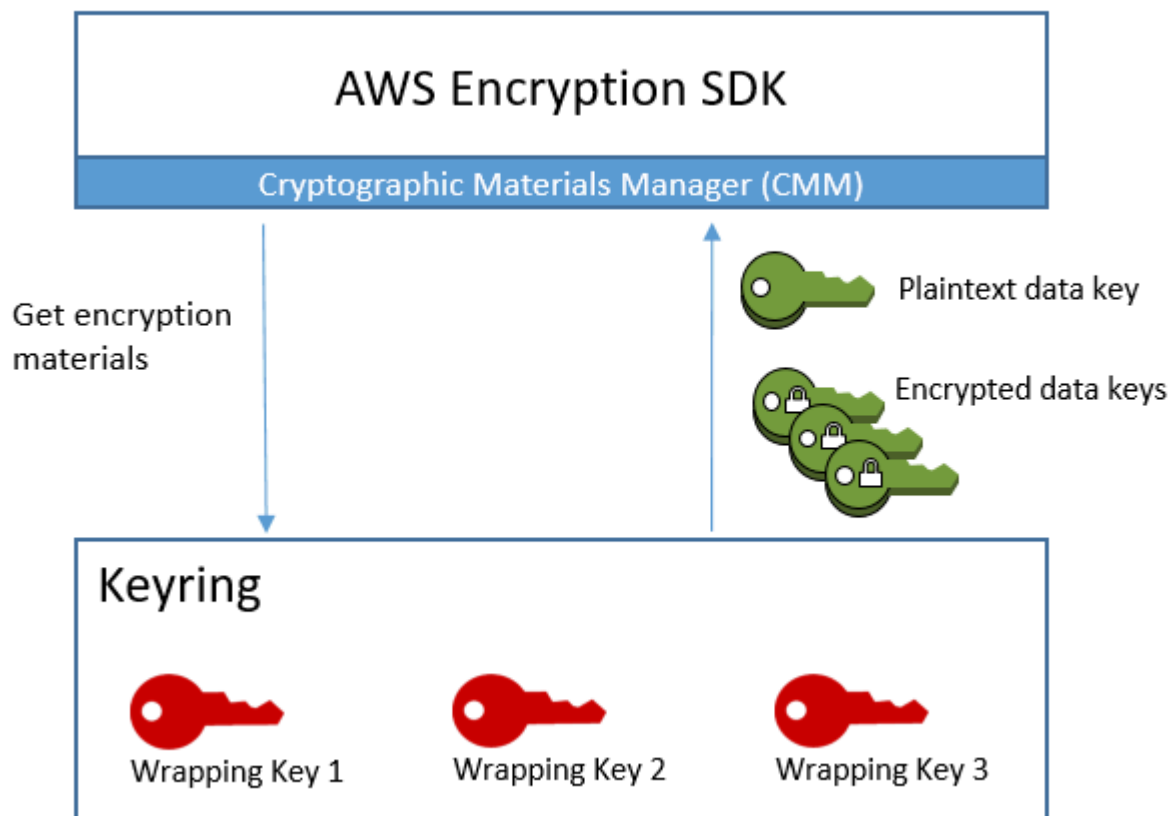 AWS Encryption SDK
Cryptographic Materials Manager (CMM)
Get encryption
materials
Plaintext data key
Encrypted data keys
Keyring
Wrapping Key 1
Wrapping Key 2
Wrapping Key 3